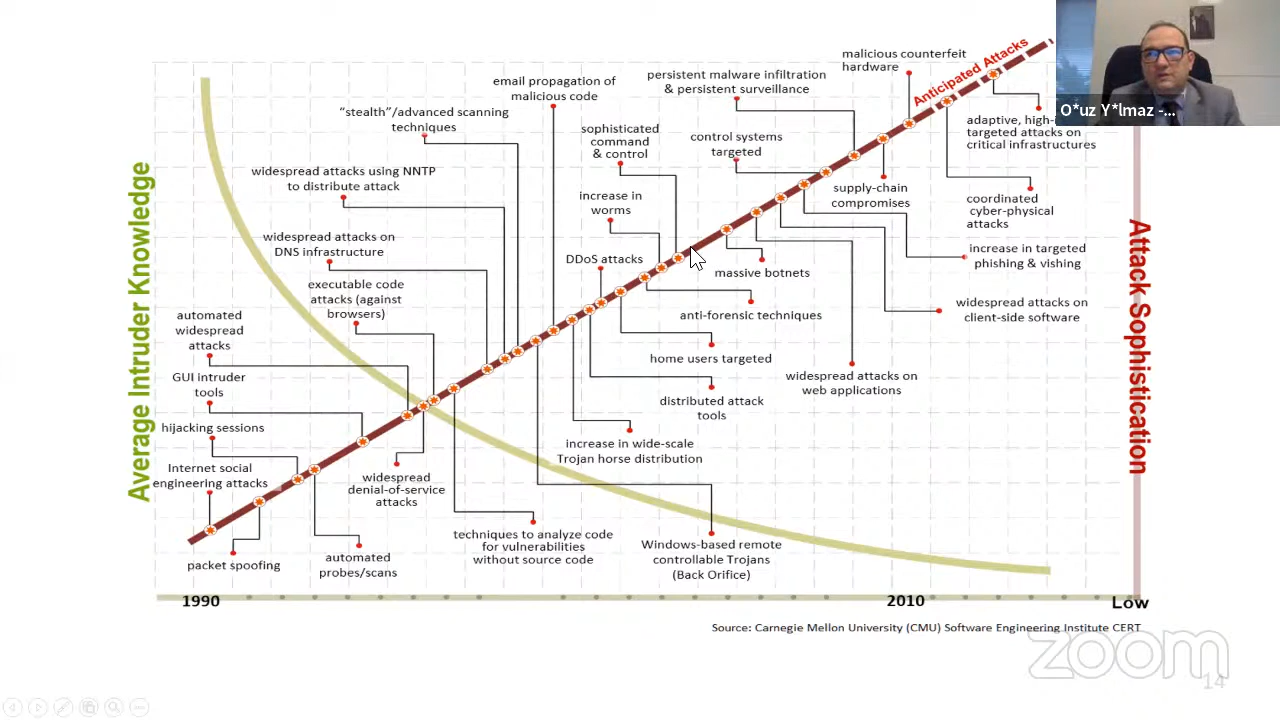 malicious counterfeit
hardware
Anticipated Attacks
persistent malware infiltration
& persistent surveillance
email propagation of
malicious code
O*uz Y*lmaz -...
"stealth"/advanced scanning
techniques
sophisticated
command
& control
control systems
targeted
adaptive, high-
targeted attacks on
critical infrastructures
widespread attacks using NNTP
to distribute attack
increase in
worms
supply-chain
compromises
coordinated
cyber-physical
attacks
widespread attacks on
DNS infrastructure
DDoS attacks
massive botnets
increase in targeted
phishing & vishing
executable code
attacks (against
browsers)
anti-forensic techniques
widespread attacks on
client-side software
automated
widespread
attacks
home users targeted
widespread attacks on
web applications
GUI intruder
tools
distributed attack
tools
hijacking sessions
increase in wide-scale
Trojan horse distribution
Internet social
engineering attacks
widespread
denial-of-service
attacks
techniques to analyze code
for vulnerabilities
without source code
Windows-based remote
controllable Trojans
(Back Orifice)
packet spoofing
automated
probes/scans
Average Intruder Knowledge
Attack Sophistication
1990
2010
Low
Source: Carnegie Mellon University (CMU) Software Engineering Institute CERT
zoom
14